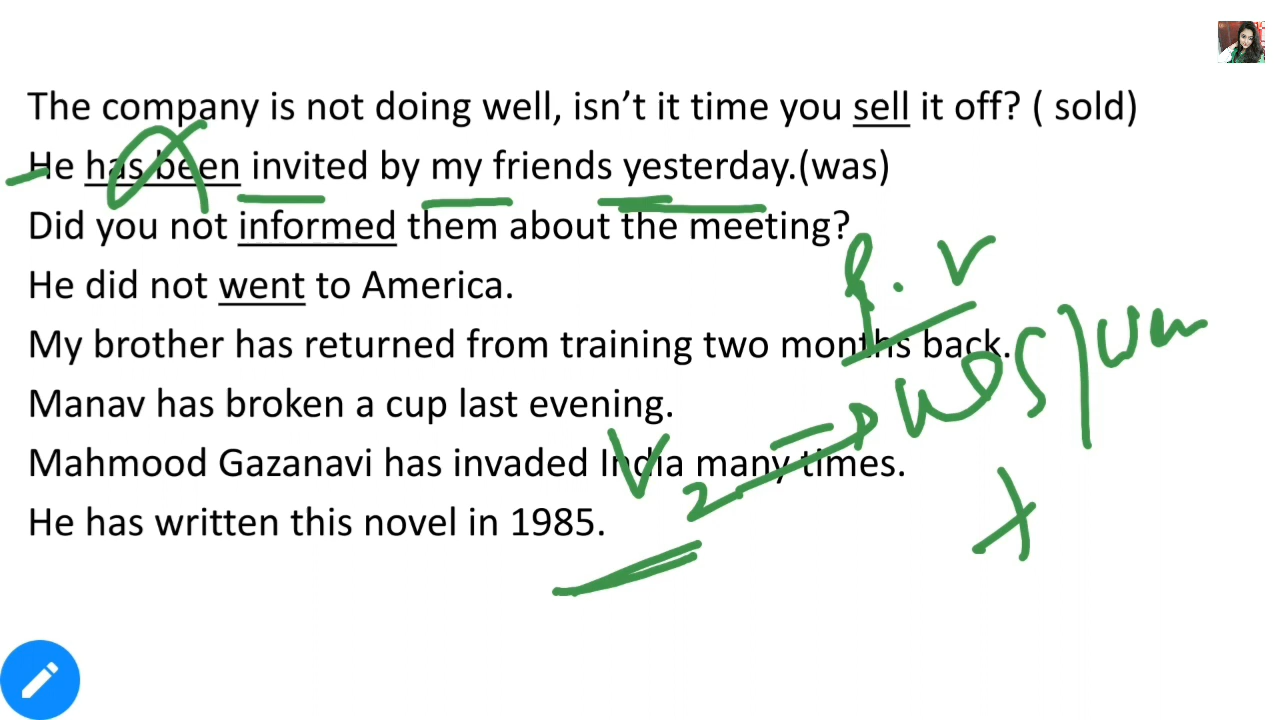 The company is not doing well, isn’t it time you sell it off? ( sold)
He has been invited by my friends yesterday.(was)
Did you not informed them about the meeting?
He did not went to America.
P.V
My brother has returned from training two months back.
was/were
Manav has broken a cup last evening.
Mahmood Gazanavi has invaded India many times.
V2
He has written this novel in 1985.